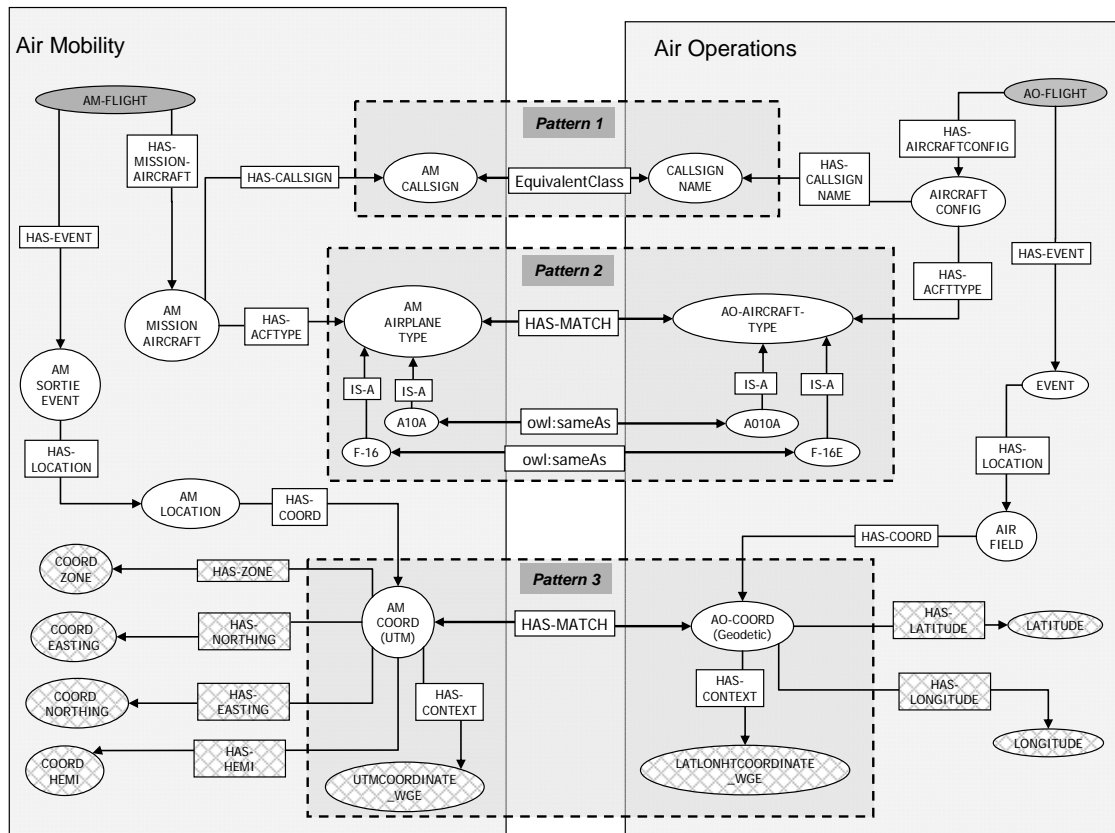 Air Mobility
Air Operations
AM-FLIGHT
AO-FLIGHT
Pattern 1
HAS-
MISSION-
AIRCRAFT
HAS-
AIRCRAFTCONFIG
HAS-CALLSIGN
AM
CALLSIGN
EquivalentClass
CALLSIGN
NAME
HAS-
CALLSIGN
NAME
AIRCRAFT
CONFIG
HAS-EVENT
HAS-EVENT
Pattern 2
HAS-
ACFTTYPE
AM
MISSION
AIRCRAFT
HAS-
ACFTYPE
AM
AIRPLANE
TYPE
HAS-MATCH
AO-AIRCRAFT-
TYPE
AM
SORTIE
EVENT
EVENT
IS-A
IS-A
IS-A
IS-A
A10A
owl:sameAs
A010A
F-16
owl:sameAs
F-16E
HAS-
LOCATION
HAS-
LOCATION
AM
LOCATION
HAS-
COORD
HAS-COORD
AIR
FIELD
Pattern 3
COORD
ZONE
HAS-ZONE
AM
COORD
(UTM)
HAS-MATCH
AO-COORD
(Geodetic)
HAS-
LATITUDE
LATITUDE
COORD
EASTING
HAS-
NORTHING
COORD
NORTHING
HAS-
EASTING
HAS-
CONTEXT
HAS-
CONTEXT
HAS-
LONGITUDE
LONGITUDE
COORD
HEMI
HAS-
HEMI
UTMCOORDINATE
_WGE
LATLONHTCOORDINATE
_WGE